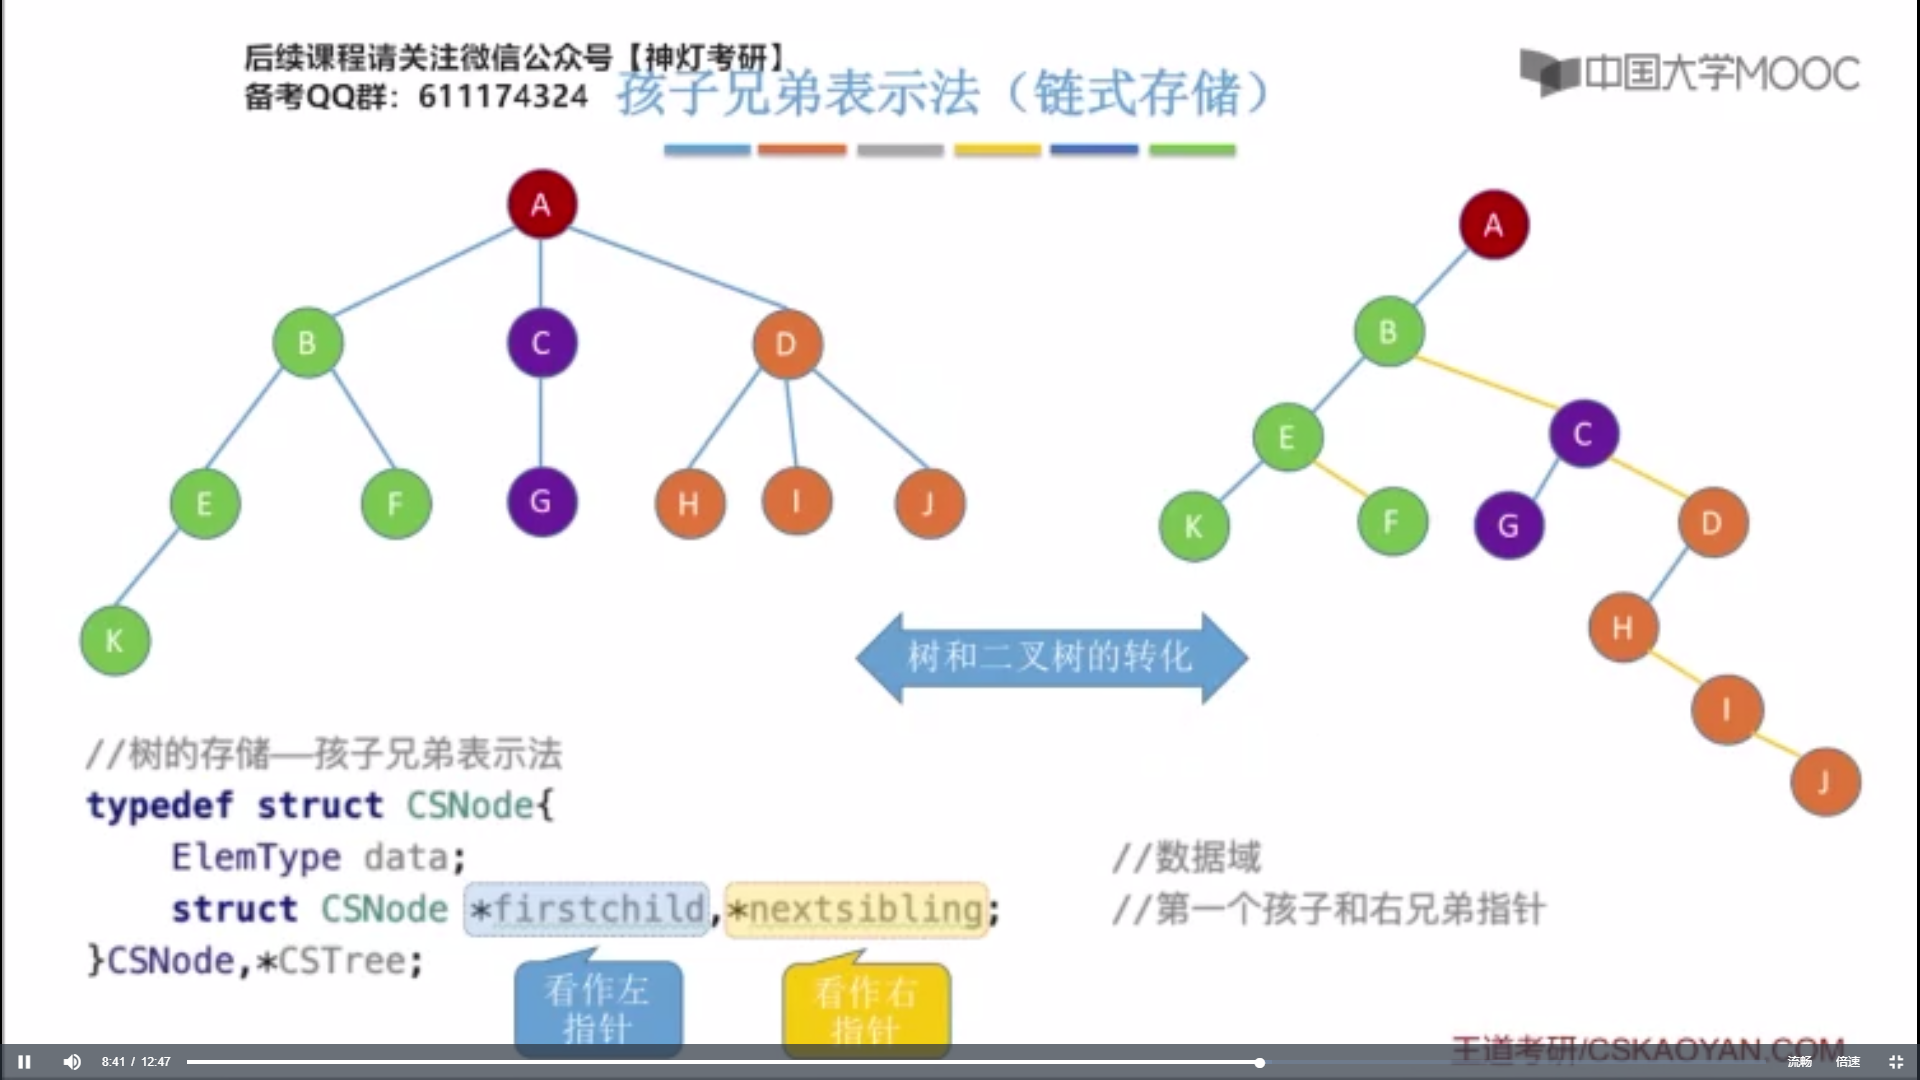 后续课程请关注微信公众号【神灯考研】
备考QQ群：611174324
孩子兄弟表示法（链式存储）
中国大学MOOC
A
B
C
D
E
F
G
H
I
J
K
A
B
C
E
D
K
F
G
H
I
J
树和二叉树的转化
//树的存储—孩子兄弟表示法
typedef struct CSNode{
ElemType data; //数据域
struct CSNode *firstchild,*nextsibling; //第一个孩子和右兄弟指针
}CSNode,*CSTree;
看作左
指针
看作右
指针
王道考研/CSKAOYAN.COM
8:41 / 12:47
流畅
倍速